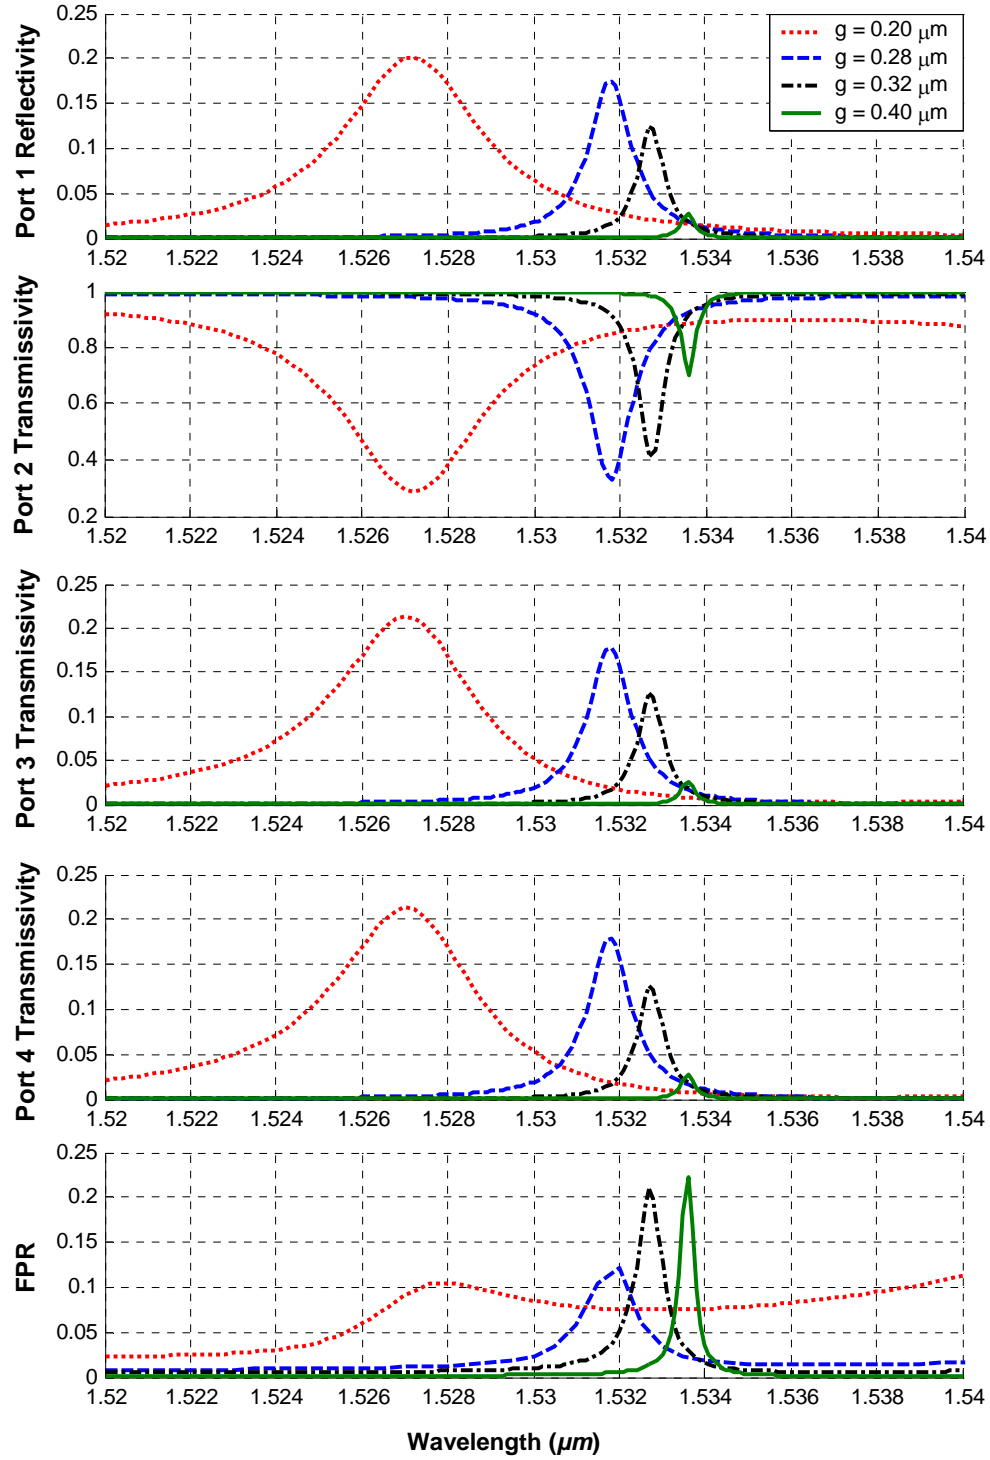 0.25
0.2
0.15
0.1
0.05
0
Port 1 Reflectivity
g = 0.20 μm
g = 0.28 μm
g = 0.32 μm
g = 0.40 μm
1.52 1.522 1.524 1.526 1.528 1.53 1.532 1.534 1.536 1.538 1.54
1
0.8
0.6
0.4
0.2
Port 2 Transmissivity
1.52 1.522 1.524 1.526 1.528 1.53 1.532 1.534 1.536 1.538 1.54
0.25
0.2
0.15
0.1
0.05
0
Port 3 Transmissivity
1.52 1.522 1.524 1.526 1.528 1.53 1.532 1.534 1.536 1.538 1.54
0.25
0.2
0.15
0.1
0.05
0
Port 4 Transmissivity
1.52 1.522 1.524 1.526 1.528 1.53 1.532 1.534 1.536 1.538 1.54
0.25
0.2
0.15
0.1
0.05
0
FPR
1.52 1.522 1.524 1.526 1.528 1.53 1.532 1.534 1.536 1.538 1.54
Wavelength (μm)